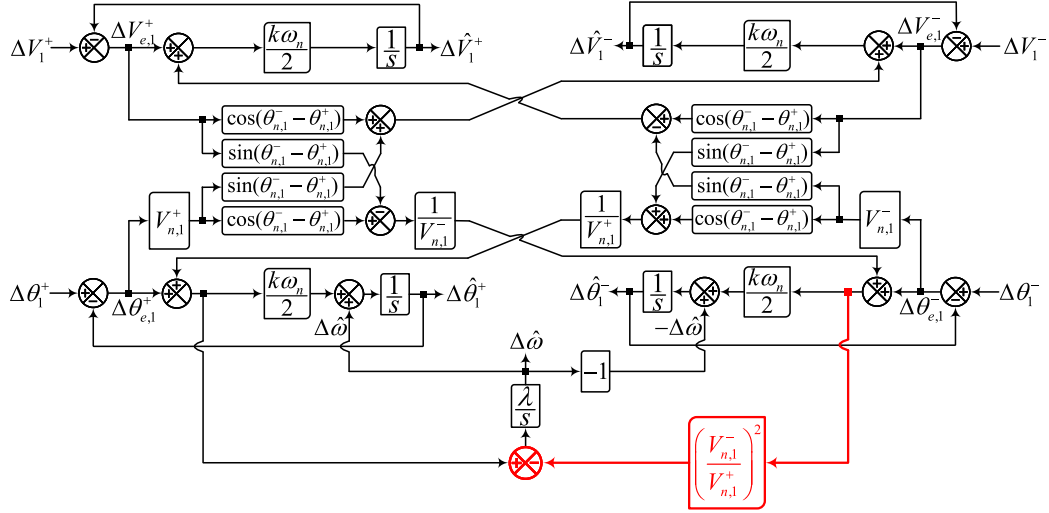 ΔV₁⁺ ΔV⁺ₑ,₁ kωₙ/2 1/s ΔV̂₁⁺ ΔV̂₁⁻ 1/s kωₙ/2 ΔV⁻ₑ,₁ ΔV₁⁻
cos(θ⁻ₙ,₁ − θ⁺ₙ,₁) cos(θ⁻ₙ,₁ − θ⁺ₙ,₁)
sin(θ⁻ₙ,₁ − θ⁺ₙ,₁) sin(θ⁻ₙ,₁ − θ⁺ₙ,₁)
sin(θ⁻ₙ,₁ − θ⁺ₙ,₁) sin(θ⁻ₙ,₁ − θ⁺ₙ,₁)
V⁺ₙ,₁ cos(θ⁻ₙ,₁ − θ⁺ₙ,₁) 1/V⁻ₙ,₁ 1/V⁺ₙ,₁ cos(θ⁻ₙ,₁ − θ⁺ₙ,₁) V⁻ₙ,₁
Δθ₁⁺ Δθ⁺ₑ,₁ kωₙ/2 1/s Δθ̂₁⁺ Δθ̂₁⁻ 1/s kωₙ/2 Δθ⁻ₑ,₁ Δθ₁⁻
Δω̂ −Δω̂
Δω̂
−1
λ/s
(V⁻ₙ,₁/V⁺ₙ,₁)²